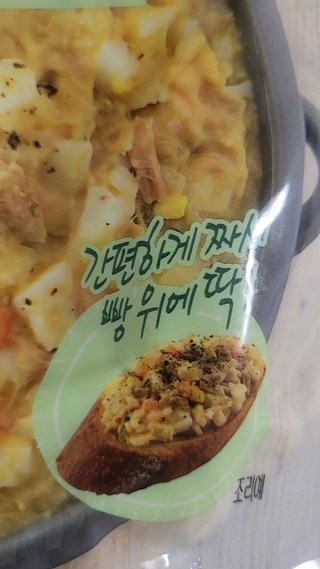 간편하게 짜서
빵 위에 딱!
조리예